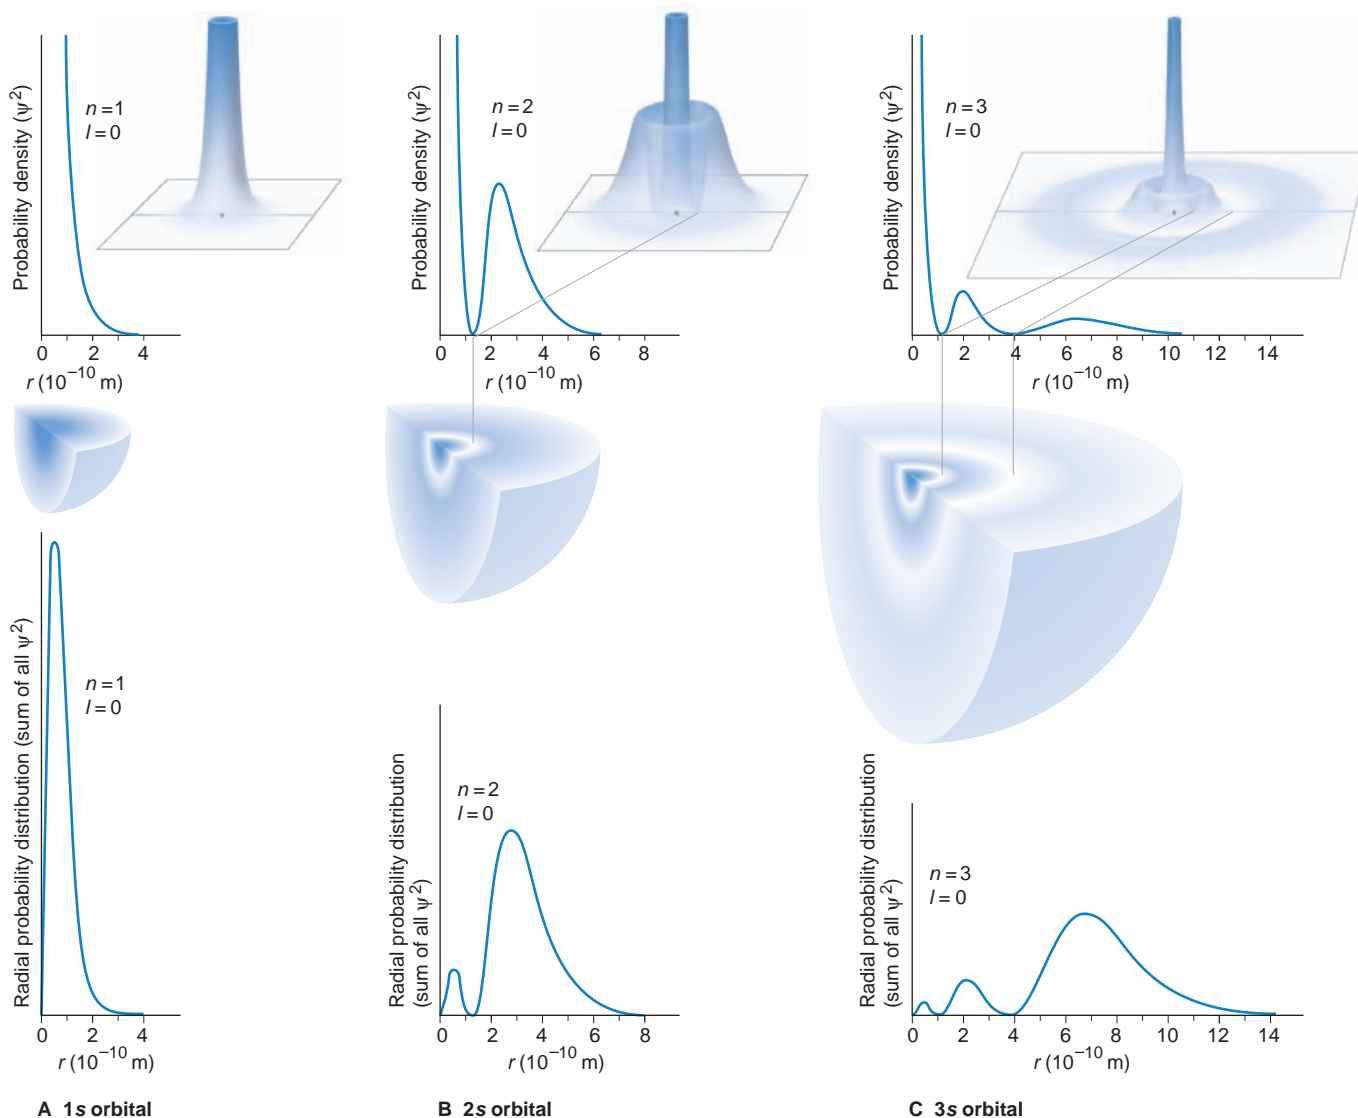 Probability density (ψ²)
n = 1
l = 0
0 2 4
r (10⁻¹⁰ m)
Probability density (ψ²)
n = 2
l = 0
0 2 4 6 8
r (10⁻¹⁰ m)
Probability density (ψ²)
n = 3
l = 0
0 2 4 6 8 10 12 14
r (10⁻¹⁰ m)
Radial probability distribution (sum of all ψ²)
n = 1
l = 0
0 2 4
r (10⁻¹⁰ m)
Radial probability distribution
(sum of all ψ²)
n = 2
l = 0
0 2 4 6 8
r (10⁻¹⁰ m)
Radial probability distribution
(sum of all ψ²)
n = 3
l = 0
0 2 4 6 8 10 12 14
r (10⁻¹⁰ m)
A 1s orbital
B 2s orbital
C 3s orbital